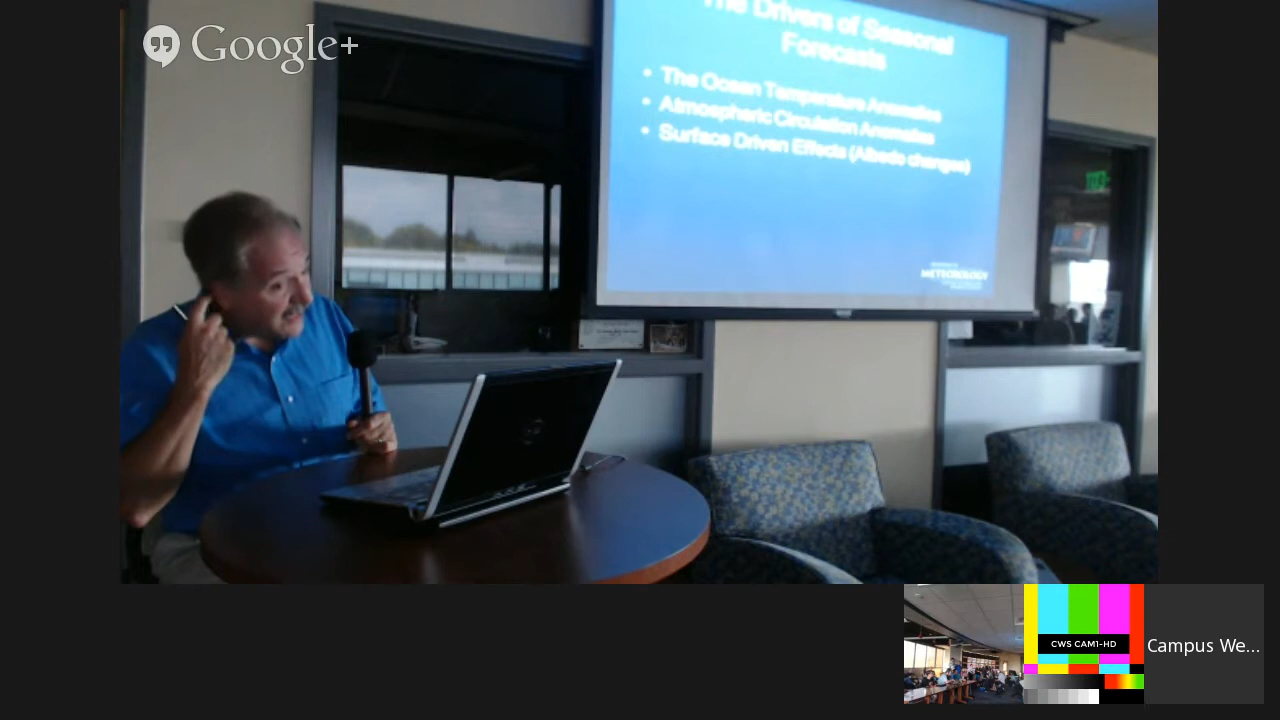 Google+
The Drivers of Seasonal
Forecasts
• The Ocean Temperature Anomalies
• Atmospheric Circulation Anomalies
• Surface Driven Effects (Albedo changes)
METEOROLOGY
CWS CAM1-HD
Campus We...